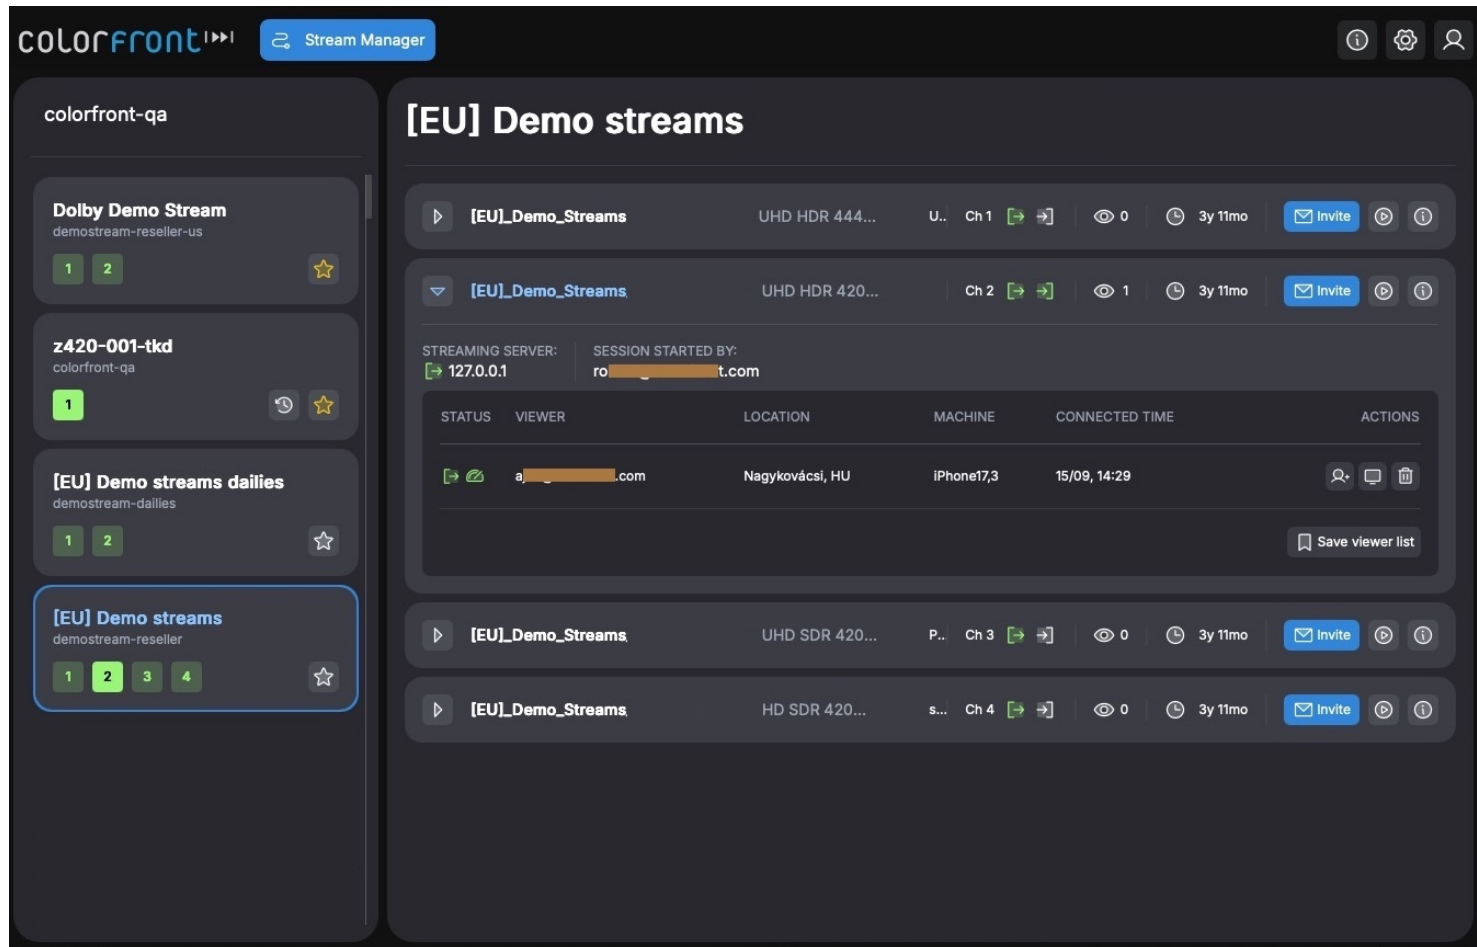 colorfront
Stream Manager
colorfront-qa
Dolby Demo Stream
demostream-reseller-us
1 2
z420-001-tkd
colorfront-qa
1
[EU] Demo streams dailies
demostream-dailies
1 2
[EU] Demo streams
demostream-reseller
1 2 3 4
[EU] Demo streams
[EU]_Demo_Streams UHD HDR 444... U.. Ch 1 0 3y 11mo Invite
[EU]_Demo_Streams UHD HDR 420... Ch 2 1 3y 11mo Invite
STREAMING SERVER: SESSION STARTED BY:
127.0.0.1 ro t.com
STATUS VIEWER LOCATION MACHINE CONNECTED TIME ACTIONS
a .com Nagykovácsi, HU iPhone17,3 15/09, 14:29
Save viewer list
[EU]_Demo_Streams UHD SDR 420... P.. Ch 3 0 3y 11mo Invite
[EU]_Demo_Streams HD SDR 420... s... Ch 4 0 3y 11mo Invite